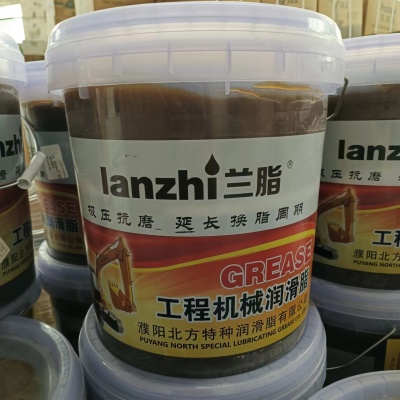 lanzhi兰脂®
极压抗磨 延长换脂周期
GREASE
工程机械润滑脂
濮阳北方特种润滑脂有限公司
PUYANG NORTH SPECIAL LUBRICATING GREASE CO.,LTD